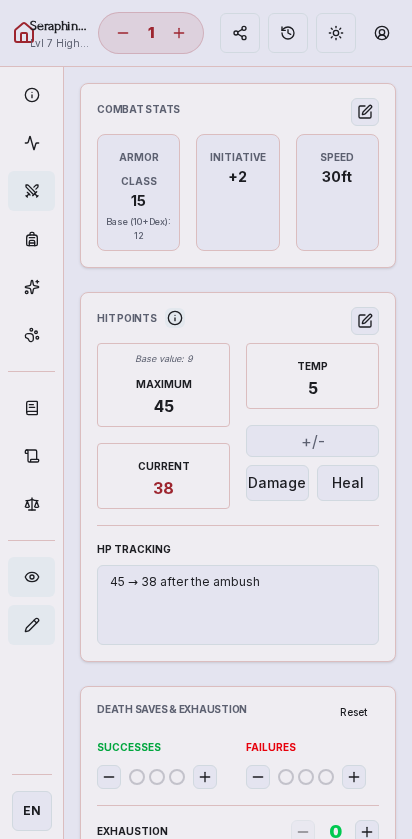 Seraphin...
Lvl 7 High...
1
COMBAT STATS
ARMOR CLASS
15
Base (10+Dex): 12
INITIATIVE
+2
SPEED
30ft
HIT POINTS
Base value: 9
MAXIMUM
45
TEMP
5
+/-
CURRENT
38
Damage
Heal
HP TRACKING
45 → 38 after the ambush
DEATH SAVES & EXHAUSTION
Reset
SUCCESSES
FAILURES
EXHAUSTION
0
EN